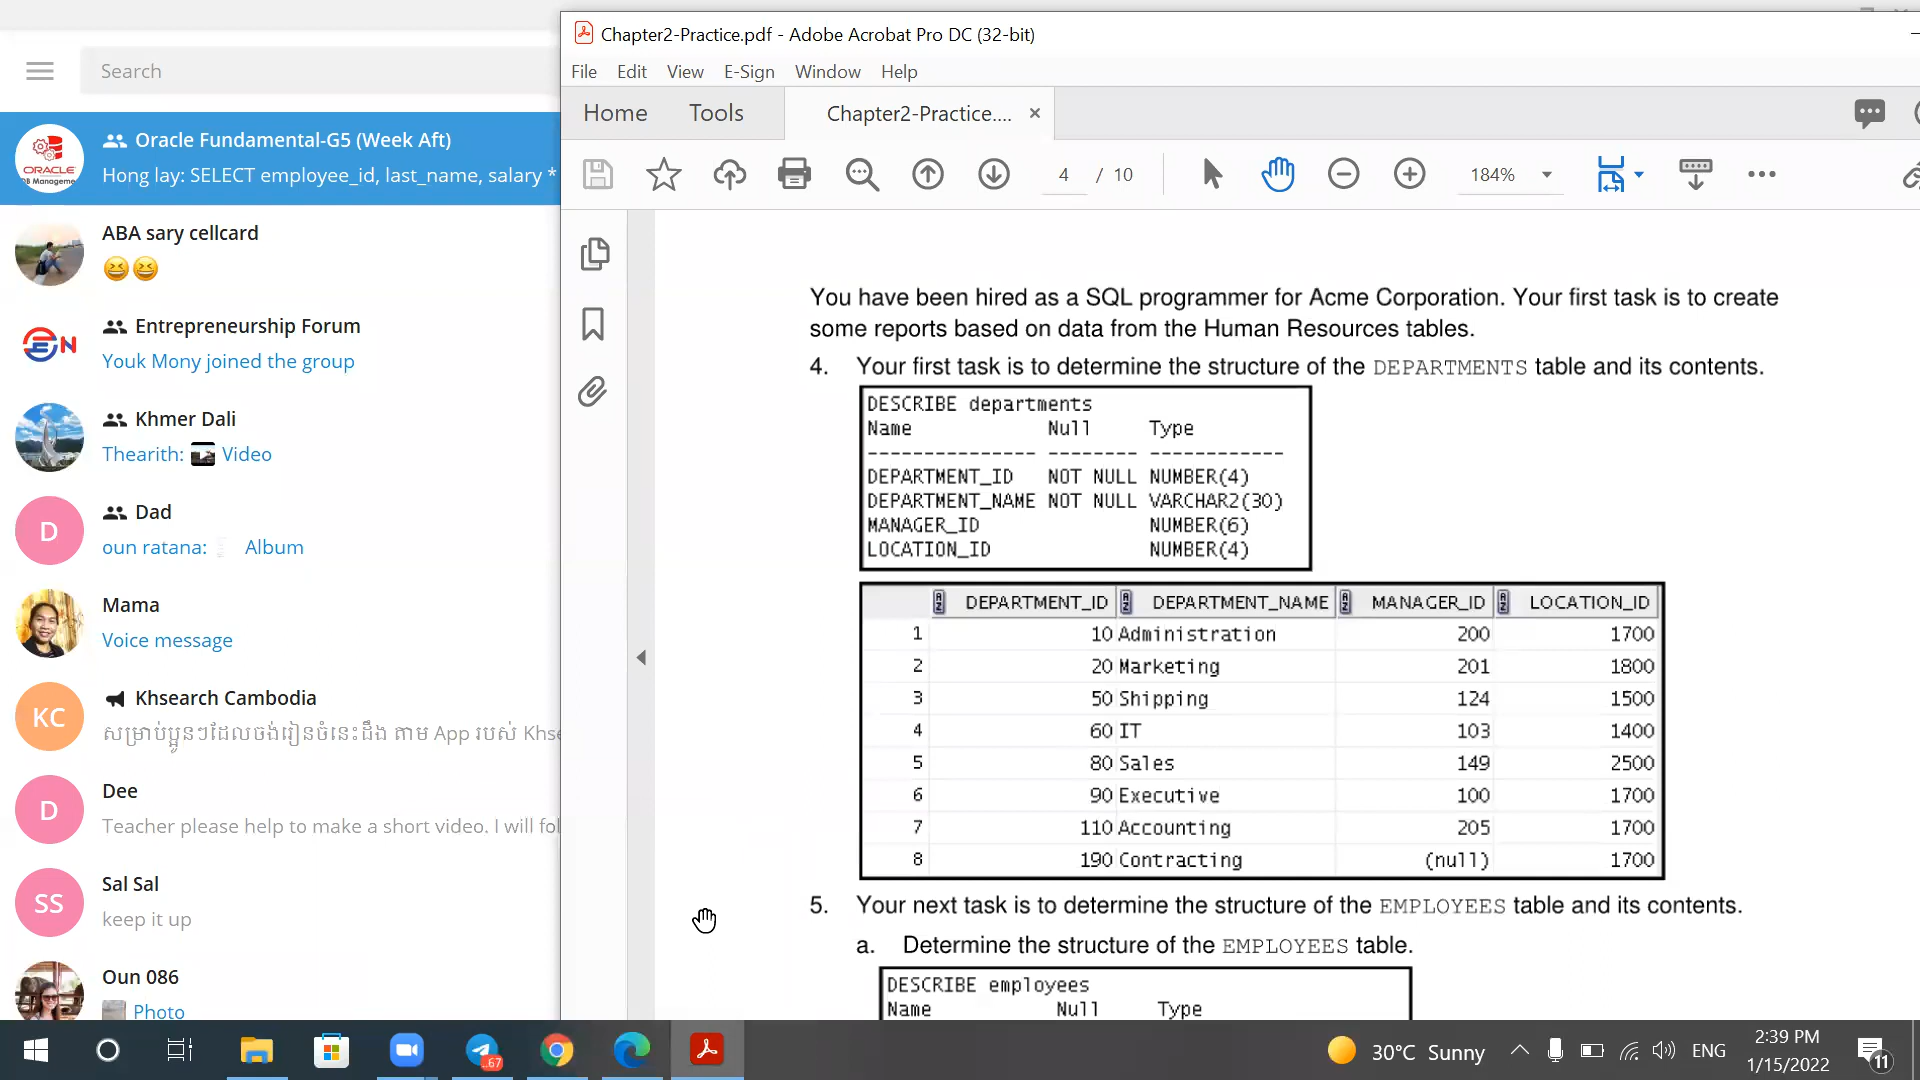 Search
Oracle Fundamental-G5 (Week Aft)
Hong lay: SELECT employee_id, last_name, salary *
ORACLE
DB Manageme
ABA sary cellcard
Entrepreneurship Forum
Youk Mony joined the group
EN
Khmer Dali
Thearith: Video
D
Dad
oun ratana: Album
Mama
Voice message
KC
Khsearch Cambodia
សម្រាប់ប្អូនៗដែលចង់រៀនចំនេះដឹង តាម App របស់ Khse
D
Dee
Teacher please help to make a short video. I will fol
SS
Sal Sal
keep it up
Oun 086
Photo
Chapter2-Practice.pdf - Adobe Acrobat Pro DC (32-bit)
File Edit View E-Sign Window Help
Home Tools Chapter2-Practice.... ×
4 / 10 184%
You have been hired as a SQL programmer for Acme Corporation. Your first task is to create
some reports based on data from the Human Resources tables.
4. Your first task is to determine the structure of the DEPARTMENTS table and its contents.
DESCRIBE departments
Name Null Type
--------------- -------- ------------
DEPARTMENT_ID NOT NULL NUMBER(4)
DEPARTMENT_NAME NOT NULL VARCHAR2(30)
MANAGER_ID NUMBER(6)
LOCATION_ID NUMBER(4)
DEPARTMENT_ID DEPARTMENT_NAME MANAGER_ID LOCATION_ID
1 10 Administration 200 1700
2 20 Marketing 201 1800
3 50 Shipping 124 1500
4 60 IT 103 1400
5 80 Sales 149 2500
6 90 Executive 100 1700
7 110 Accounting 205 1700
8 190 Contracting (null) 1700
5. Your next task is to determine the structure of the EMPLOYEES table and its contents.
a. Determine the structure of the EMPLOYEES table.
DESCRIBE employees
Name Null Type
.67
30°C Sunny
ENG
2:39 PM
1/15/2022
11